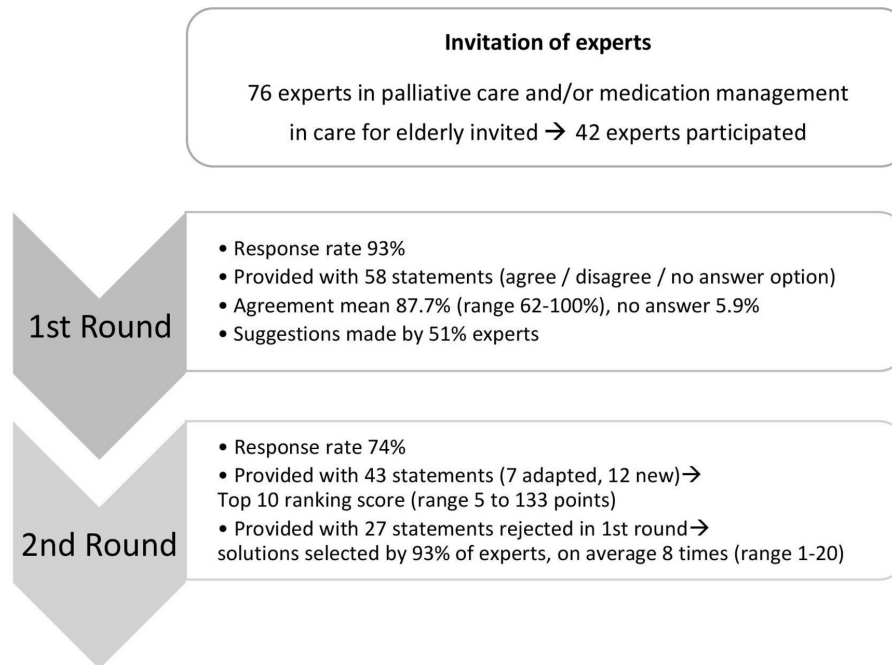 Invitation of experts
76 experts in palliative care and/or medication management
in care for elderly invited → 42 experts participated
1st Round
• Response rate 93%
• Provided with 58 statements (agree / disagree / no answer option)
• Agreement mean 87.7% (range 62-100%), no answer 5.9%
• Suggestions made by 51% experts
2nd Round
• Response rate 74%
• Provided with 43 statements (7 adapted, 12 new)→
Top 10 ranking score (range 5 to 133 points)
• Provided with 27 statements rejected in 1st round→
solutions selected by 93% of experts, on average 8 times (range 1-20)